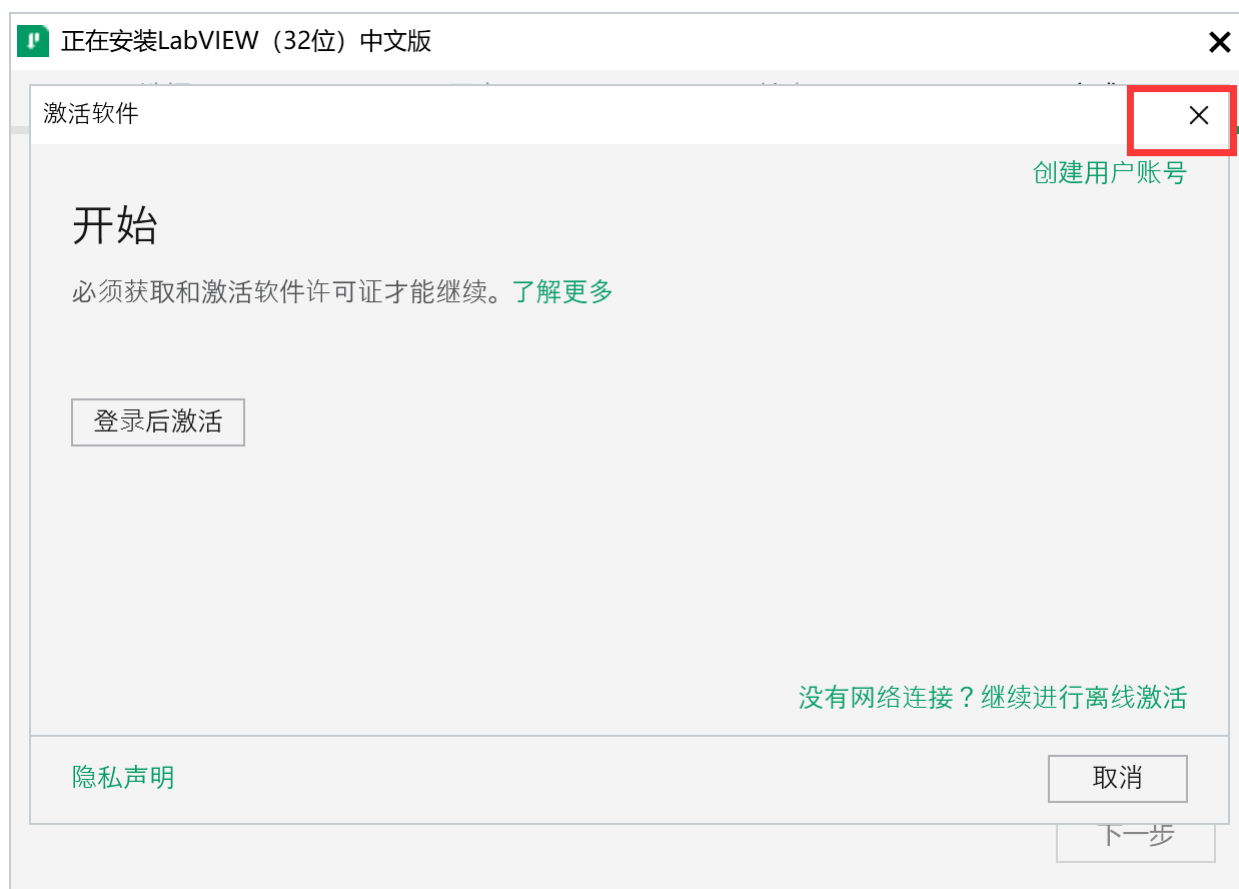 正在安装LabVIEW（32位）中文版
激活软件
创建用户账号
开始
必须获取和激活软件许可证才能继续。了解更多
登录后激活
没有网络连接？继续进行离线激活
隐私声明
取消
下一步